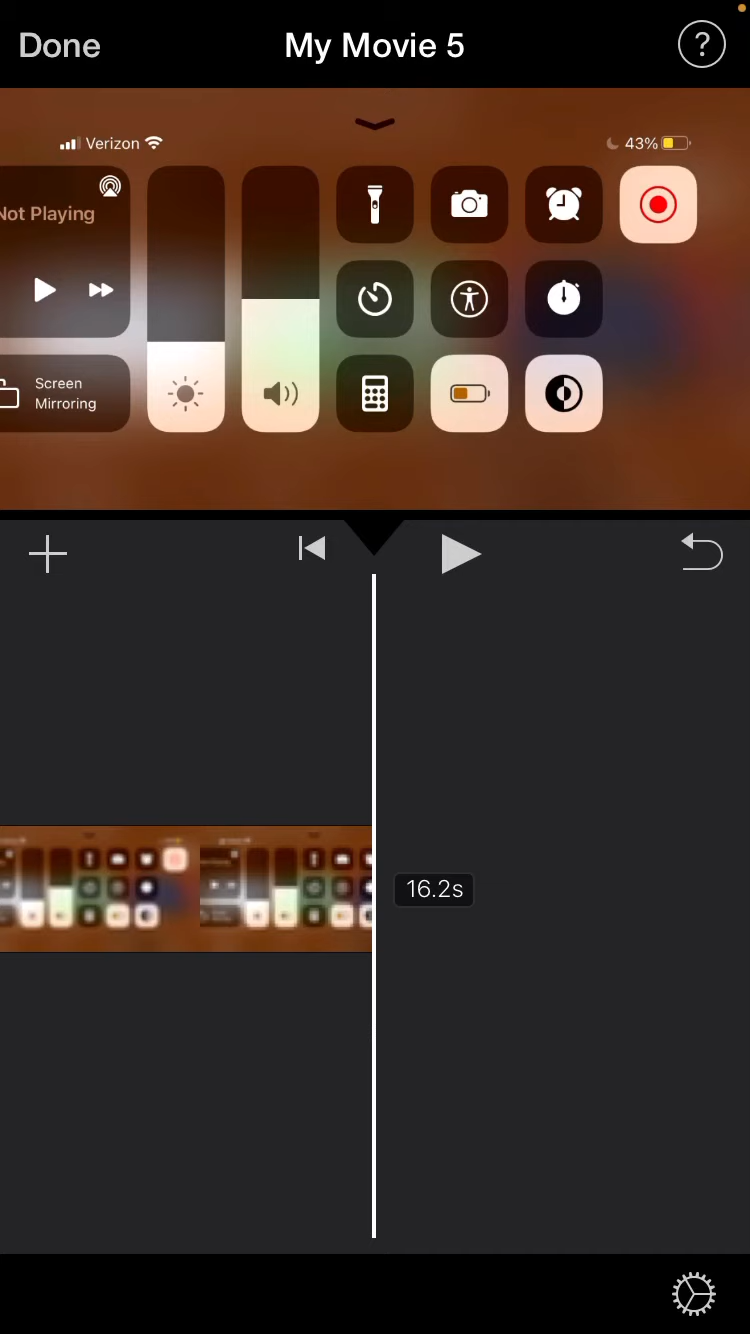 Done
My Movie 5
?
Verizon
43%
Not Playing
Screen
Mirroring
16.2s